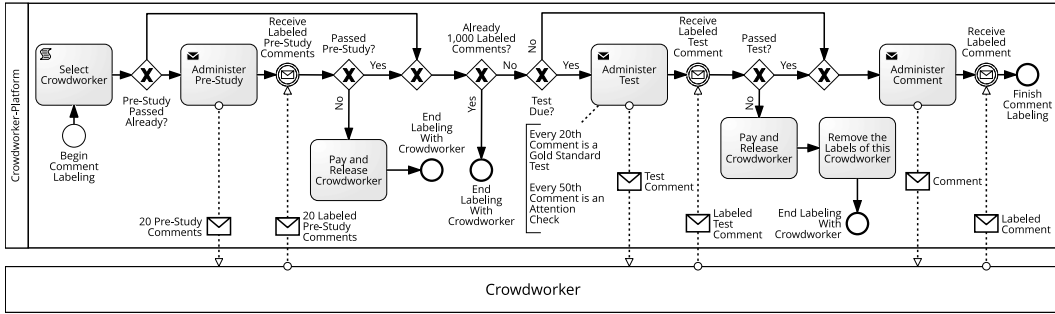 Crowdworker-Platform
Select
Crowdworker
Begin
Comment
Labeling
Pre-Study
Passed
Already?
Administer
Pre-Study
20 Pre-Study
Comments
Receive
Labeled
Pre-Study
Comments
20 Labeled
Pre-Study
Comments
Passed
Pre-Study?
Yes
No
Pay and
Release
Crowdworker
End
Labeling
With
Crowdworker
Already
1,000 Labeled
Comments?
No
Yes
End
Labeling
With
Crowdworker
No
Yes
Test
Due?
Every 20th
Comment is a
Gold Standard
Test
Every 50th
Comment is an
Attention
Check
Administer
Test
Test
Comment
Receive
Labeled
Test
Comment
Labeled
Test
Comment
Passed
Test?
Yes
No
Pay and
Release
Crowdworker
Remove the
Labels of this
Crowdworker
End Labeling
With
Crowdworker
Administer
Comment
Comment
Receive
Labeled
Comment
Labeled
Comment
Finish
Comment
Labeling
Crowdworker